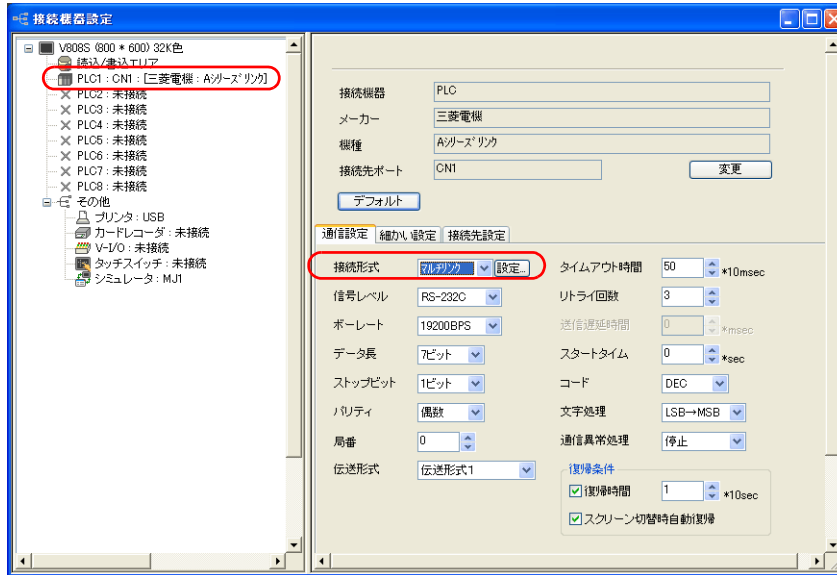 接続機器設定
V808S (800 * 600) 32K色
読込/書込エリア
PLC1 : CN1 : [三菱電機 : Aシリーズリンク]
PLC2 : 未接続
PLC3 : 未接続
PLC4 : 未接続
PLC5 : 未接続
PLC6 : 未接続
PLC7 : 未接続
PLC8 : 未接続
その他
プリンタ : USB
カードレコーダ : 未接続
V-I/O : 未接続
タッチスイッチ : 未接続
シミュレータ : MJ1
接続機器 PLC
メーカー 三菱電機
機種 Aシリーズリンク
接続先ポート CN1 変更
デフォルト
通信設定 細かい設定 接続先設定
接続形式 マルチリンク 設定... タイムアウト時間 50 *10msec
信号レベル RS-232C リトライ回数 3
ボーレート 19200BPS 送信遅延時間 0 *msec
データ長 7ビット スタートタイム 0 *sec
ストップビット 1ビット コード DEC
パリティ 偶数 文字処理 LSB→MSB
局番 0 通信異常処理 停止
伝送形式 伝送形式1 復帰条件
復帰時間 1 *10sec
スクリーン切替時自動復帰